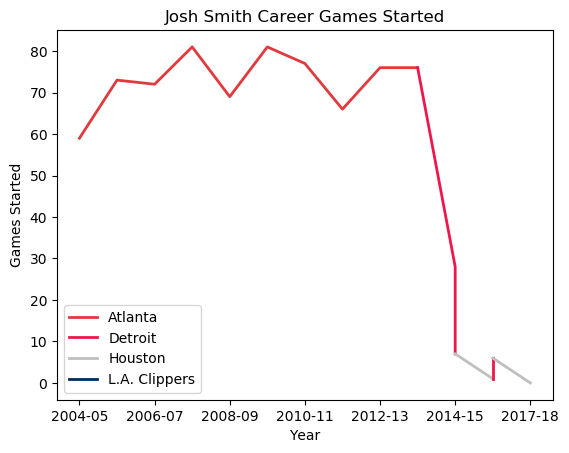 Josh Smith Career Games Started
Games Started
80
70
60
50
40
30
20
10
0
Atlanta
Detroit
Houston
L.A. Clippers
2004-05 2006-07 2008-09 2010-11 2012-13 2014-15 2017-18
Year